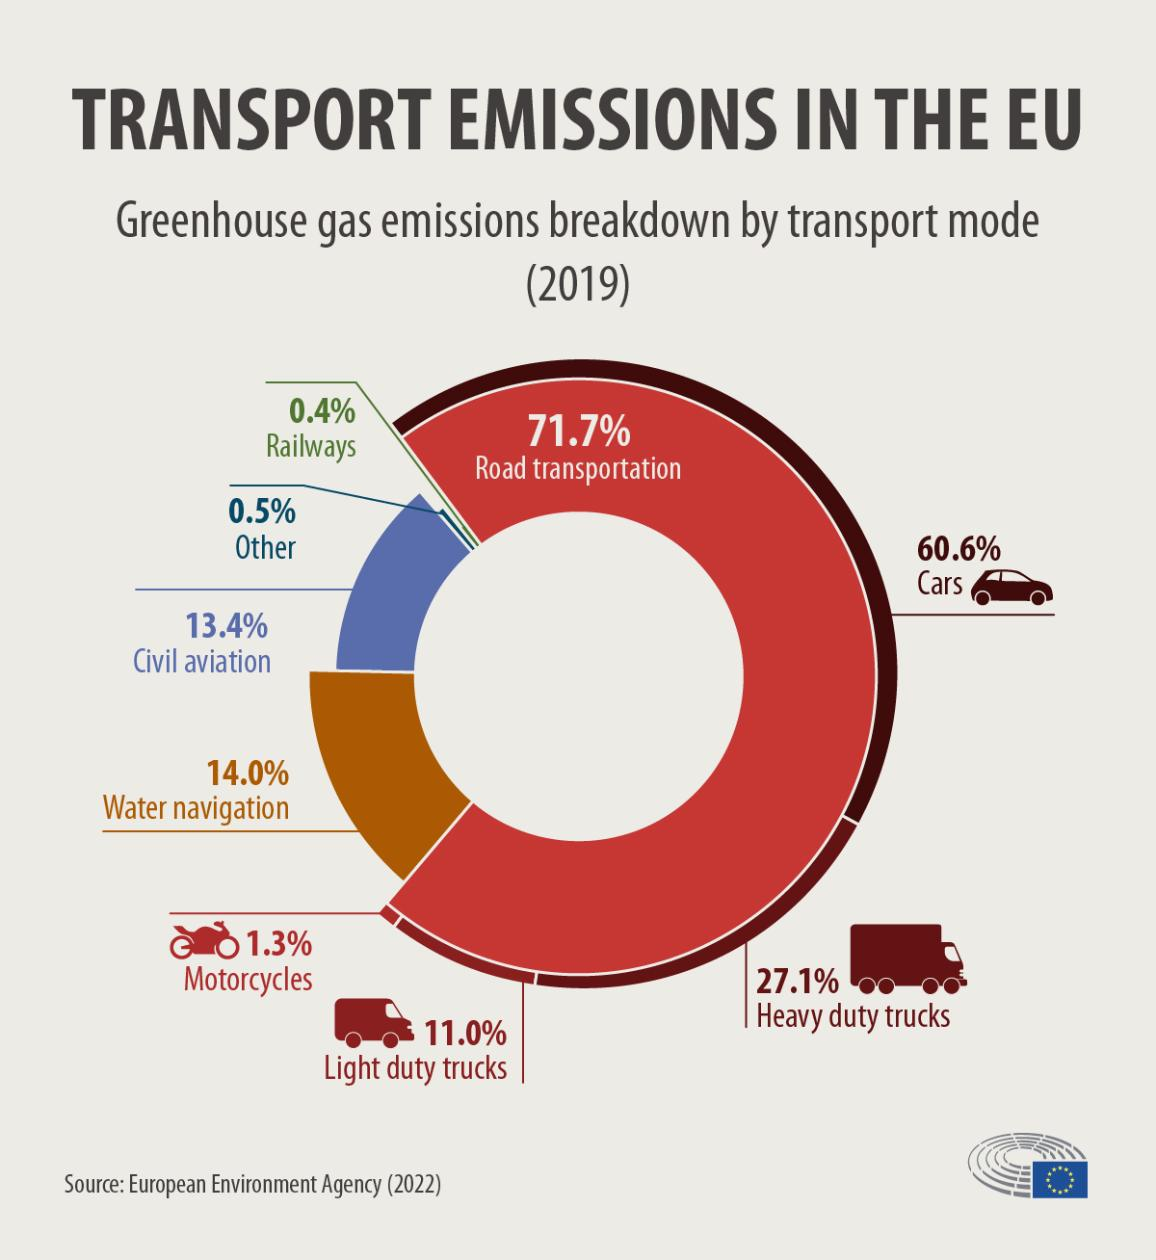 TRANSPORT EMISSIONS IN THE EU
Greenhouse gas emissions breakdown by transport mode
(2019)
0.4%
Railways
71.7%
Road transportation
0.5%
Other
60.6%
Cars
13.4%
Civil aviation
14.0%
Water navigation
1.3%
Motorcycles
27.1%
Heavy duty trucks
11.0%
Light duty trucks
Source: European Environment Agency (2022)